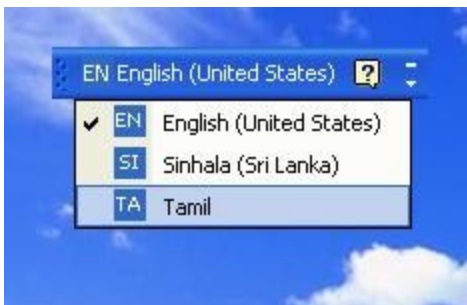 EN English (United States)
EN English (United States)
SI Sinhala (Sri Lanka)
TA Tamil